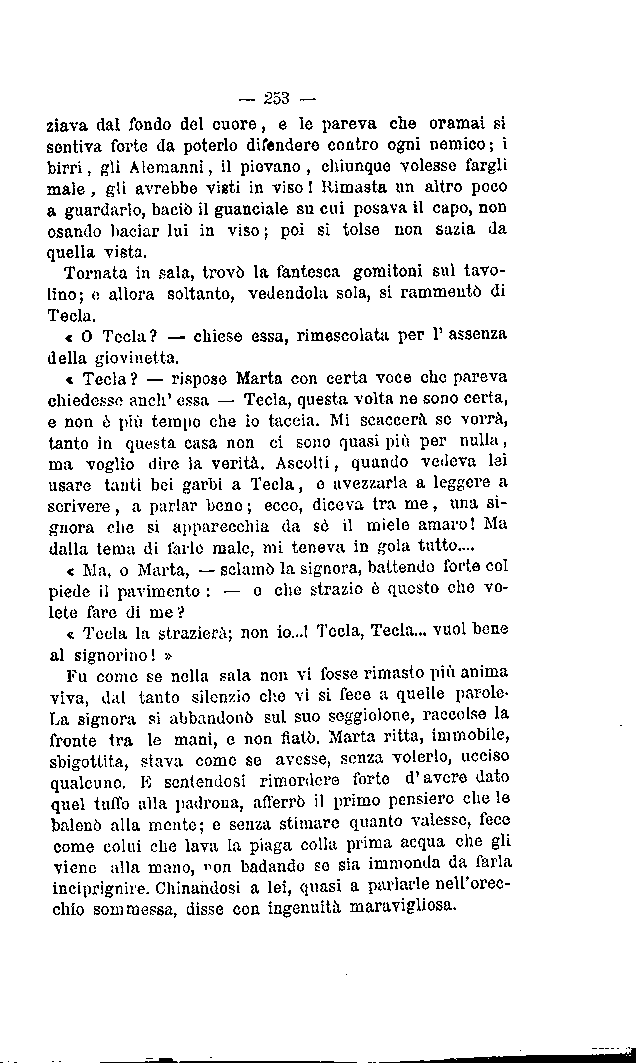 — 253 —
ziava dal fondo del cuore, e le pareva che oramai si
sentiva forte da poterlo difendere contro ogni nemico; i
birri, gli Alemanni, il piovano, chiunque volesse fargli
male, gli avrebbe visti in viso! Rimasta un altro poco
a guardarlo, baciò il guanciale su cui posava il capo, non
osando baciar lui in viso; poi si tolse non sazia da
quella vista.
Tornata in sala, trovò la fantesca gomitoni sul tavo-
lino; e allora soltanto, vedendola sola, si rammentò di
Tecla.
« O Tecla? — chiese essa, rimescolata per l' assenza
della giovinetta.
« Tecla? — rispose Marta con certa voce che pareva
chiedesse anch' essa — Tecla, questa volta ne sono certa,
e non è più tempo che io taccia. Mi scaccerà se vorrà,
tanto in questa casa non ci sono quasi più per nulla,
ma voglio dire la verità. Ascolti, quando vedeva lei
usare tanti bei garbi a Tecla, e avezzarla a leggere a
scrivere, a parlar bene; ecco, diceva tra me, una si-
gnora che si apparecchia da sè il miele amaro! Ma
dalla tema di farle male, mi teneva in gola tutto....
« Ma, o Marta, — sclamò la signora, battendo forte col
piede il pavimento: — o che strazio è questo che vo-
lete fare di me?
« Tecla la strazierà; non io...! Tecla, Tecla... vuol bene
al signorino! »
Fu come se nella sala non vi fosse rimasto più anima
viva, dal tanto silenzio che vi si fece a quelle parole.
La signora si abbandonò sul suo seggiolone, raccolse la
fronte tra le mani, e non fiatò. Marta ritta, immobile,
sbigottita, stava come se avesse, senza volerlo, ucciso
qualcuno. E sentendosi rimordere forte d' avere dato
quel tuffo alla padrona, afferrò il primo pensiero che le
balenò alla mente; e senza stimare quanto valesse, fece
come colui che lava la piaga colla prima acqua che gli
viene alla mano, non badando se sia immonda da farla
inciprignire. Chinandosi a lei, quasi a parlarle nell'orec-
chio sommessa, disse con ingenuità maravigliosa.